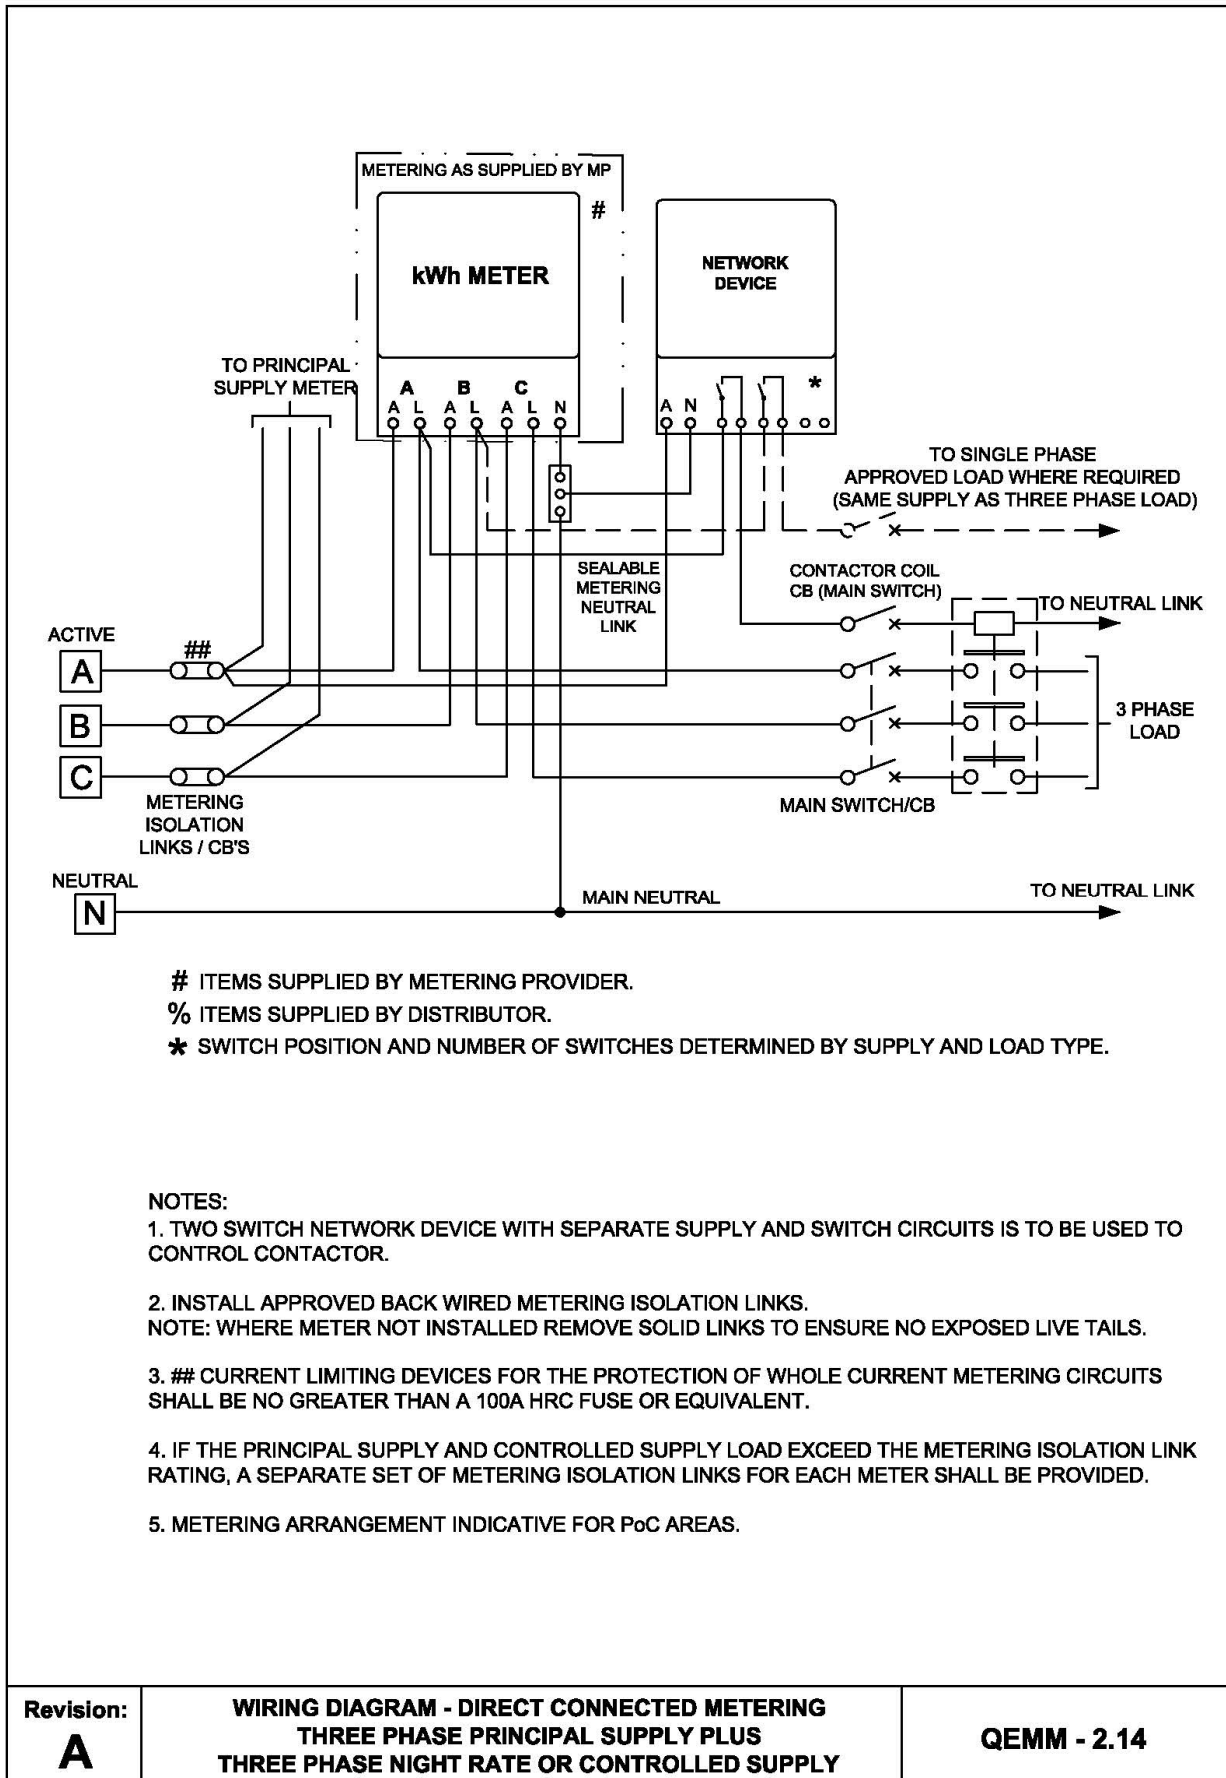 METERING AS SUPPLIED BY MP
#
kWh METER
NETWORK
DEVICE
TO PRINCIPAL
SUPPLY METER
A B C
A L A L A L N
A N
*
TO SINGLE PHASE
APPROVED LOAD WHERE REQUIRED
(SAME SUPPLY AS THREE PHASE LOAD)
SEALABLE
METERING
NEUTRAL
LINK
CONTACTOR COIL
CB (MAIN SWITCH)
TO NEUTRAL LINK
ACTIVE
##
A
B
C
3 PHASE
LOAD
METERING
ISOLATION
LINKS / CB'S
MAIN SWITCH/CB
NEUTRAL
N
MAIN NEUTRAL
TO NEUTRAL LINK
# ITEMS SUPPLIED BY METERING PROVIDER.
% ITEMS SUPPLIED BY DISTRIBUTOR.
* SWITCH POSITION AND NUMBER OF SWITCHES DETERMINED BY SUPPLY AND LOAD TYPE.
NOTES:
1. TWO SWITCH NETWORK DEVICE WITH SEPARATE SUPPLY AND SWITCH CIRCUITS IS TO BE USED TO
CONTROL CONTACTOR.
2. INSTALL APPROVED BACK WIRED METERING ISOLATION LINKS.
NOTE: WHERE METER NOT INSTALLED REMOVE SOLID LINKS TO ENSURE NO EXPOSED LIVE TAILS.
3. ## CURRENT LIMITING DEVICES FOR THE PROTECTION OF WHOLE CURRENT METERING CIRCUITS
SHALL BE NO GREATER THAN A 100A HRC FUSE OR EQUIVALENT.
4. IF THE PRINCIPAL SUPPLY AND CONTROLLED SUPPLY LOAD EXCEED THE METERING ISOLATION LINK
RATING, A SEPARATE SET OF METERING ISOLATION LINKS FOR EACH METER SHALL BE PROVIDED.
5. METERING ARRANGEMENT INDICATIVE FOR PoC AREAS.
Revision:
A
WIRING DIAGRAM - DIRECT CONNECTED METERING
THREE PHASE PRINCIPAL SUPPLY PLUS
THREE PHASE NIGHT RATE OR CONTROLLED SUPPLY
QEMM - 2.14